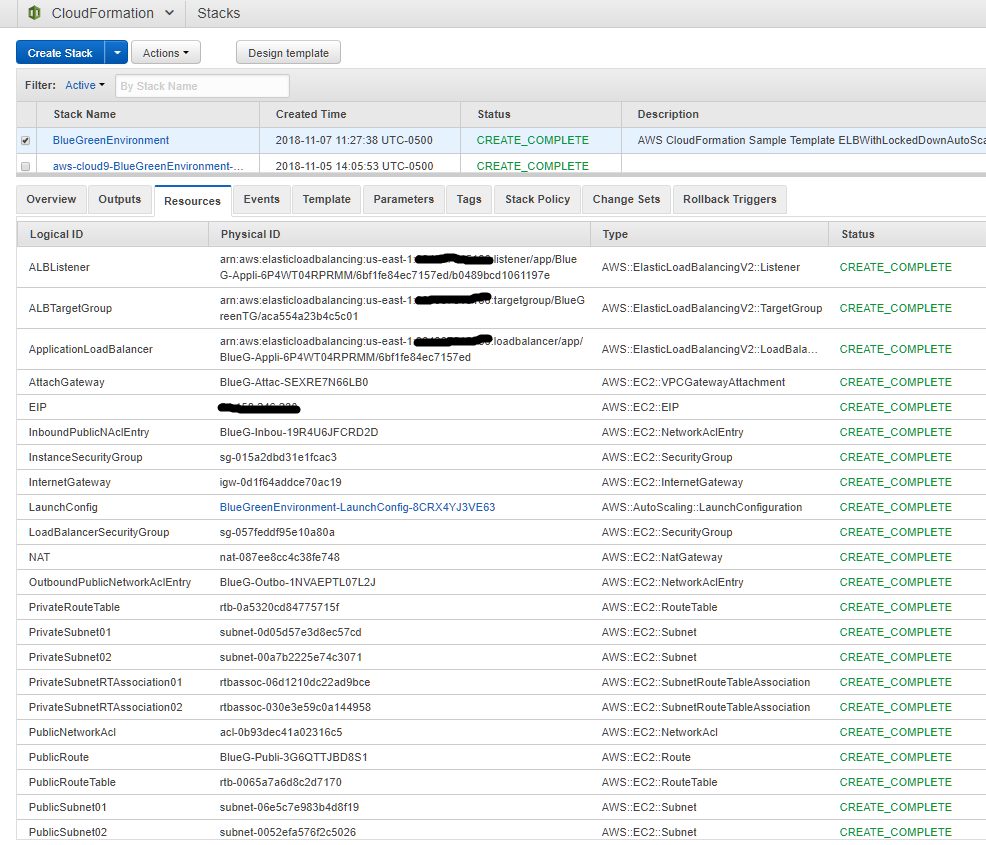 CloudFormation Stacks
Create Stack Actions Design template
Filter: Active By Stack Name
Stack Name Created Time Status Description
BlueGreenEnvironment 2018-11-07 11:27:38 UTC-0500 CREATE_COMPLETE AWS CloudFormation Sample Template ELBWithLockedDownAutoSca
aws-cloud9-BlueGreenEnvironment-... 2018-11-05 14:05:53 UTC-0500 CREATE_COMPLETE
Overview Outputs Resources Events Template Parameters Tags Stack Policy Change Sets Rollback Triggers
Logical ID Physical ID Type Status
ALBListener arn:aws:elasticloadbalancing:us-east-1: listener/app/Blue AWS::ElasticLoadBalancingV2::Listener CREATE_COMPLETE
G-Appli-6P4WT04RPRMM/6bf1fe84ec7157ed/b0489bcd1061197e
ALBTargetGroup arn:aws:elasticloadbalancing:us-east-1: :targetgroup/BlueG AWS::ElasticLoadBalancingV2::TargetGroup CREATE_COMPLETE
reenTG/aca554a23b4c5c01
ApplicationLoadBalancer arn:aws:elasticloadbalancing:us-east-1 :loadbalancer/app/ AWS::ElasticLoadBalancingV2::LoadBala... CREATE_COMPLETE
BlueG-Appli-6P4WT04RPRMM/6bf1fe84ec7157ed
AttachGateway BlueG-Attac-SEXRE7N66LB0 AWS::EC2::VPCGatewayAttachment CREATE_COMPLETE
EIP AWS::EC2::EIP CREATE_COMPLETE
InboundPublicNAclEntry BlueG-Inbou-19R4U6JFCRD2D AWS::EC2::NetworkAclEntry CREATE_COMPLETE
InstanceSecurityGroup sg-015a2dbd31e1fcac3 AWS::EC2::SecurityGroup CREATE_COMPLETE
InternetGateway igw-0d1f64addce70ac19 AWS::EC2::InternetGateway CREATE_COMPLETE
LaunchConfig BlueGreenEnvironment-LaunchConfig-8CRX4YJ3VE63 AWS::AutoScaling::LaunchConfiguration CREATE_COMPLETE
LoadBalancerSecurityGroup sg-057feddf95e10a80a AWS::EC2::SecurityGroup CREATE_COMPLETE
NAT nat-087ee8cc4c38fe748 AWS::EC2::NatGateway CREATE_COMPLETE
OutboundPublicNetworkAclEntry BlueG-Outbo-1NVAEPTL07L2J AWS::EC2::NetworkAclEntry CREATE_COMPLETE
PrivateRouteTable rtb-0a5320cd84775715f AWS::EC2::RouteTable CREATE_COMPLETE
PrivateSubnet01 subnet-0d05d57e3d8ec57cd AWS::EC2::Subnet CREATE_COMPLETE
PrivateSubnet02 subnet-00a7b2225e74c3071 AWS::EC2::Subnet CREATE_COMPLETE
PrivateSubnetRTAssociation01 rtbassoc-06d1210dc22ad9bce AWS::EC2::SubnetRouteTableAssociation CREATE_COMPLETE
PrivateSubnetRTAssociation02 rtbassoc-030e3e59c0a144958 AWS::EC2::SubnetRouteTableAssociation CREATE_COMPLETE
PublicNetworkAcl acl-0b93dec41a02316c5 AWS::EC2::NetworkAcl CREATE_COMPLETE
PublicRoute BlueG-Publi-3G6QTTJBD8S1 AWS::EC2::Route CREATE_COMPLETE
PublicRouteTable rtb-0065a7a6d8c2d7170 AWS::EC2::RouteTable CREATE_COMPLETE
PublicSubnet01 subnet-06e5c7e983b4d8f19 AWS::EC2::Subnet CREATE_COMPLETE
PublicSubnet02 subnet-0052efa576f2c5026 AWS::EC2::Subnet CREATE_COMPLETE